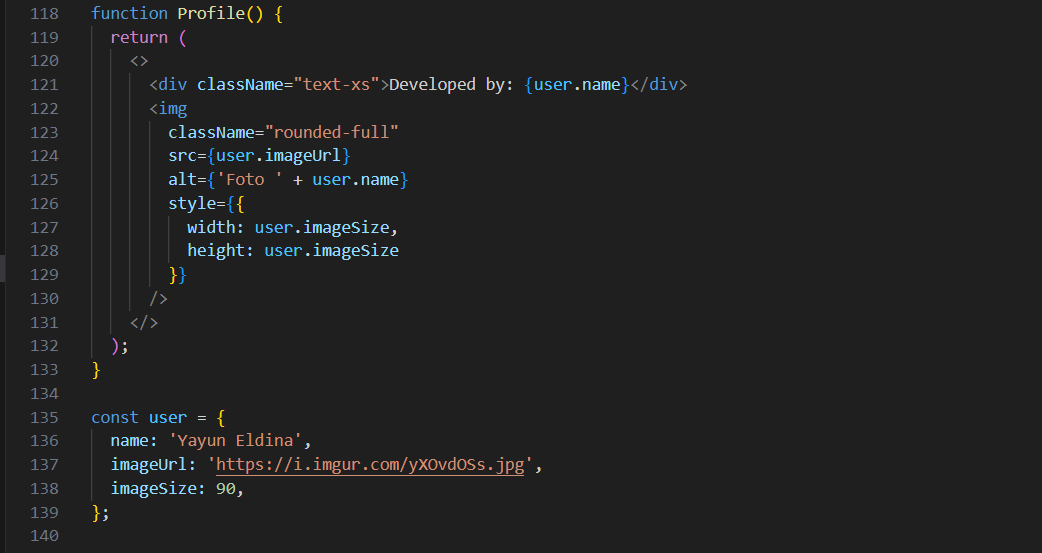 118 function Profile() {
119   return (
120     <>
121       <div className="text-xs">Developed by: {user.name}</div>
122       <img
123         className="rounded-full"
124         src={user.imageUrl}
125         alt={'Foto ' + user.name}
126         style={{
127           width: user.imageSize,
128           height: user.imageSize
129         }}
130       />
131     </>
132   );
133 }
134
135 const user = {
136   name: 'Yayun Eldina',
137   imageUrl: 'https://i.imgur.com/yXOvdOSs.jpg',
138   imageSize: 90,
139 };
140